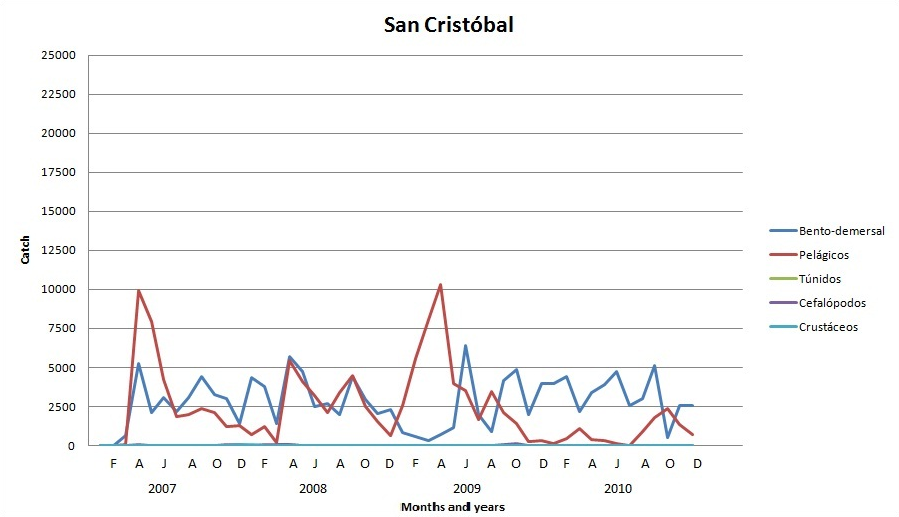 San Cristóbal
25000
22500
20000
17500
15000
12500
10000
7500
5000
2500
0
Catch
F A J A O D F A J A O D F A J A O D F A J A O D
2007 2008 2009 2010
Months and years
Bento-demersal
Pelágicos
Túnidos
Cefalópodos
Crustáceos